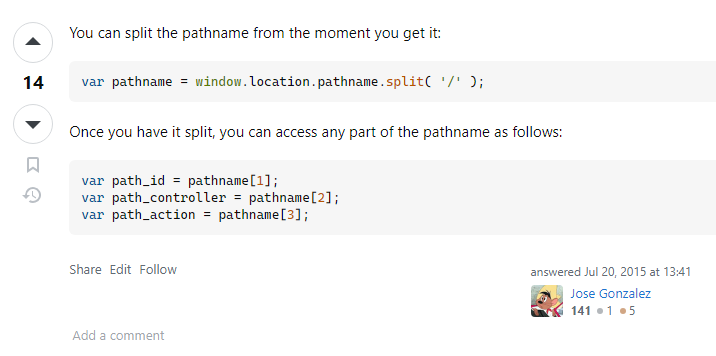 You can split the pathname from the moment you get it:
14
var pathname = window.location.pathname.split( '/' );
Once you have it split, you can access any part of the pathname as follows:
var path_id = pathname[1];
var path_controller = pathname[2];
var path_action = pathname[3];
Share Edit Follow
answered Jul 20, 2015 at 13:41
Jose Gonzalez
141 1 5
Add a comment